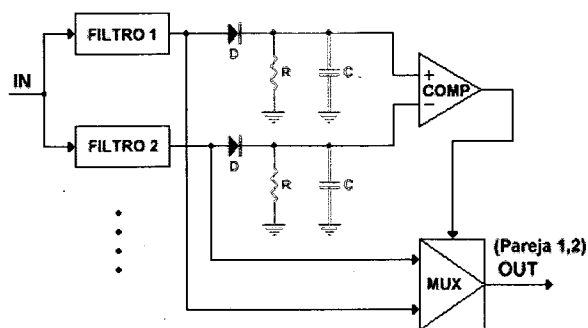 FILTRO 1
D
R
C
+
COMP
−
IN
FILTRO 2
D
R
C
(Pareja 1,2)
OUT
MUX